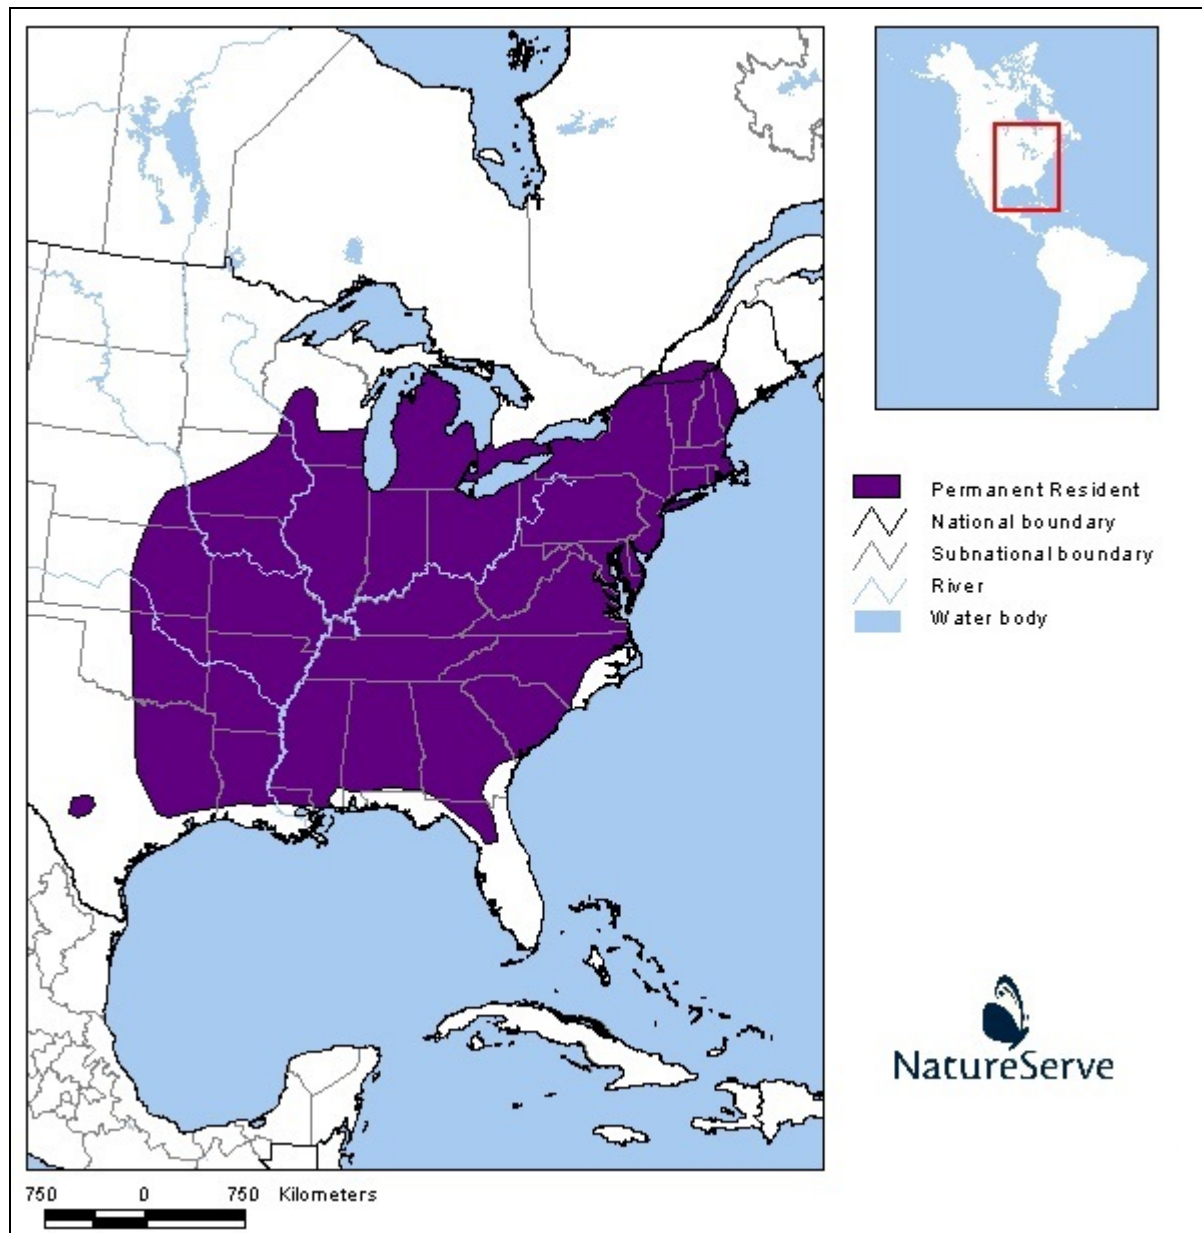 Permanent Resident
National boundary
Subnational boundary
River
Water body
NatureServe
750 0 750 Kilometers